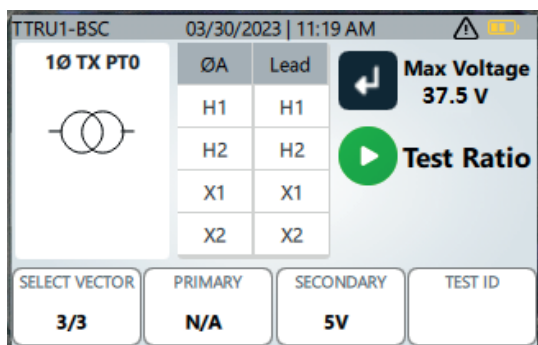 TTRU1-BSC 03/30/2023 | 11:19 AM
1Ø TX PT0
ØA Lead
H1 H1
H2 H2
X1 X1
X2 X2
Max Voltage
37.5 V
Test Ratio
SELECT VECTOR PRIMARY SECONDARY TEST ID
3/3 N/A 5V